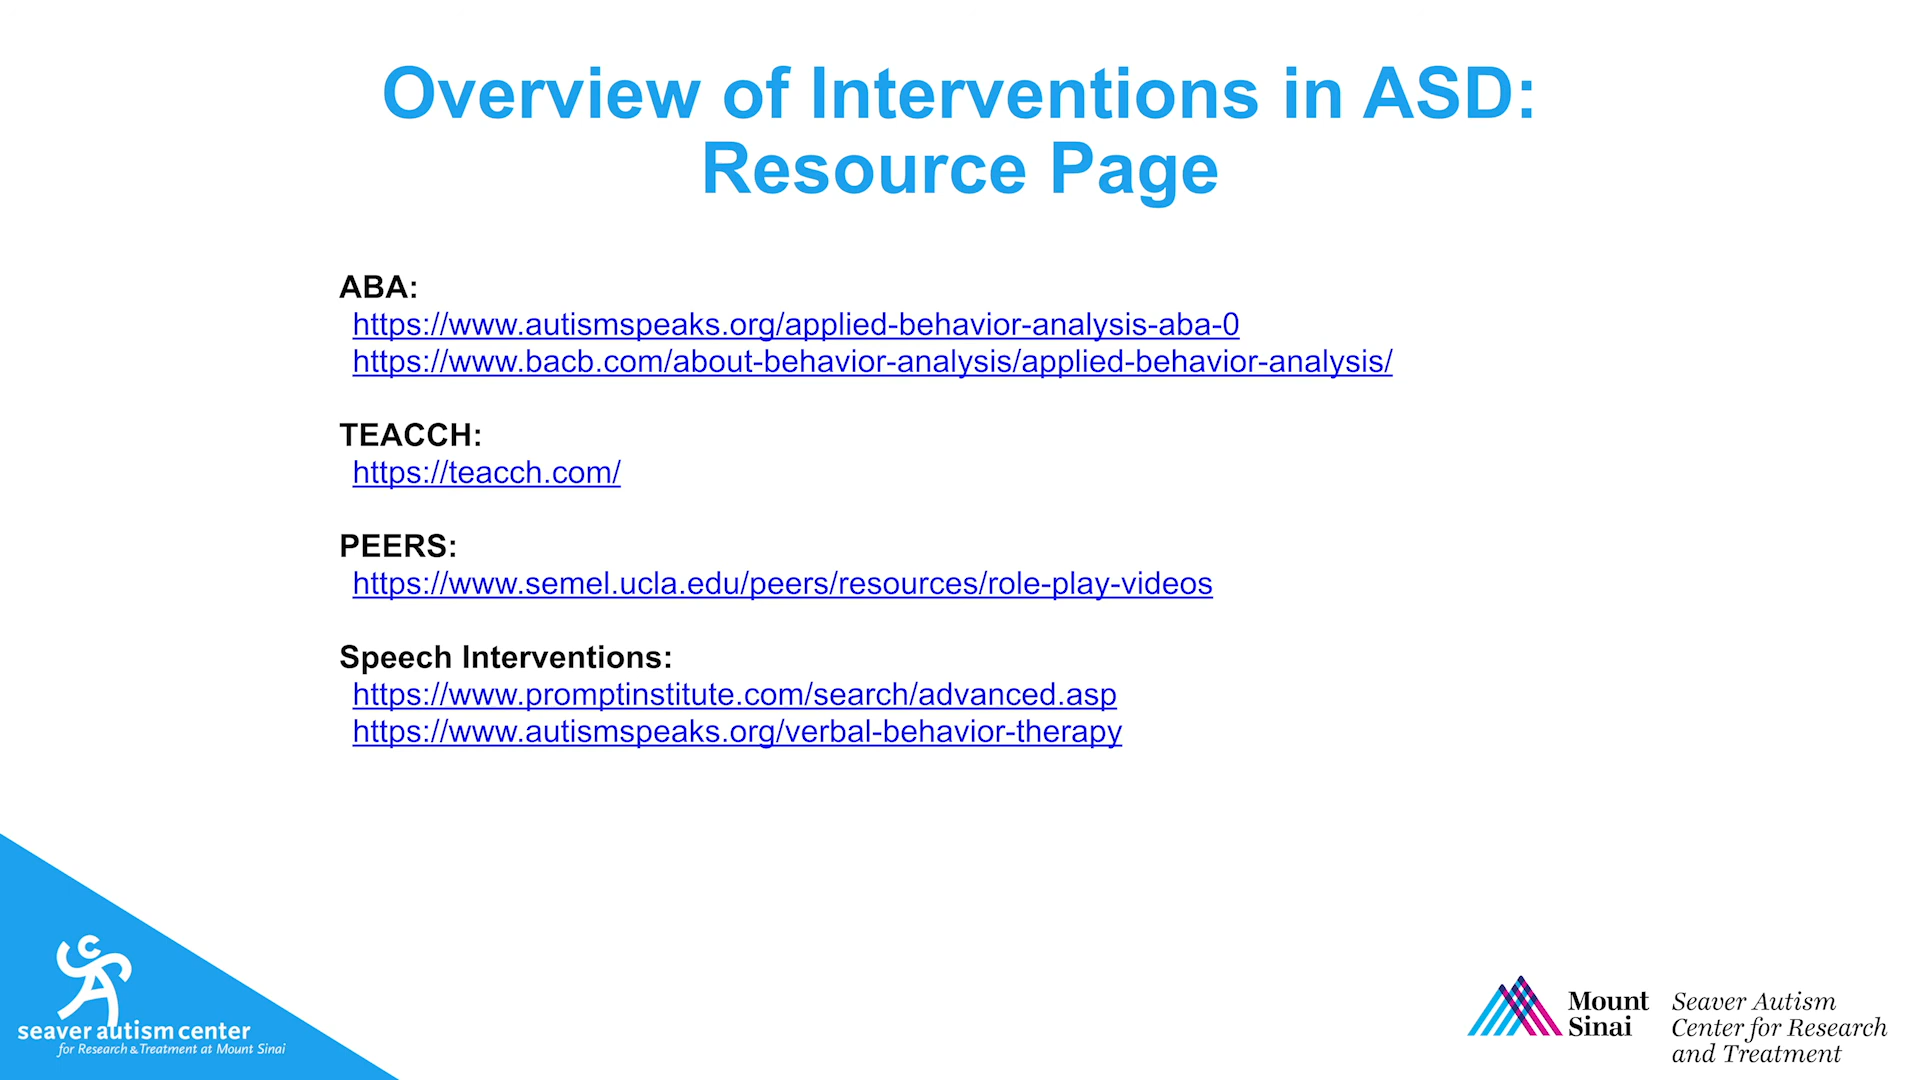 Overview of Interventions in ASD:
Resource Page
ABA:
https://www.autismspeaks.org/applied-behavior-analysis-aba-0
https://www.bacb.com/about-behavior-analysis/applied-behavior-analysis/
TEACCH:
https://teacch.com/
PEERS:
https://www.semel.ucla.edu/peers/resources/role-play-videos
Speech Interventions:
https://www.promptinstitute.com/search/advanced.asp
https://www.autismspeaks.org/verbal-behavior-therapy
seaver autism center
for Research & Treatment at Mount Sinai
Mount
Sinai
Seaver Autism
Center for Research
and Treatment